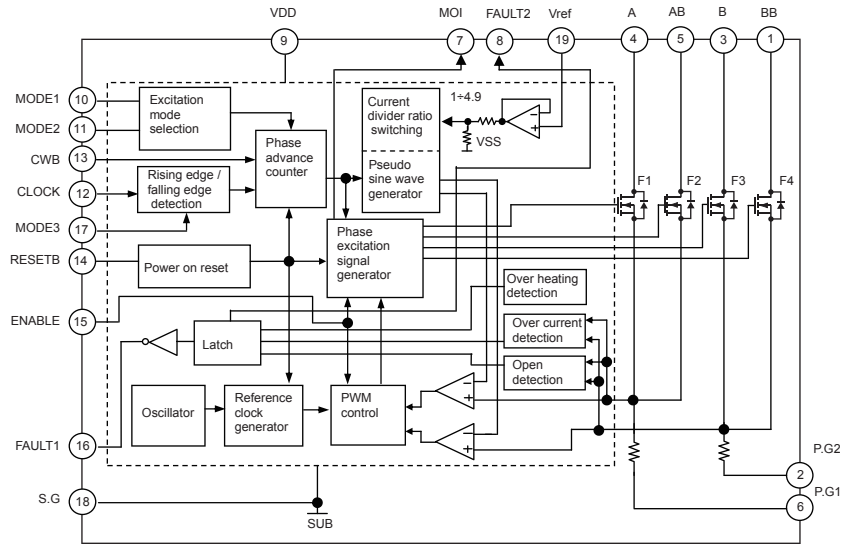 VDD
MOI
FAULT2
Vref
A
AB
B
BB
9
7
8
19
4
5
3
1
MODE1
10
MODE2
11
CWB
13
CLOCK
12
MODE3
17
RESETB
14
ENABLE
15
FAULT1
16
S.G
18
Excitation
mode
selection
Rising edge /
falling edge
detection
Power on reset
Phase
advance
counter
Current
divider ratio
switching
Pseudo
sine wave
generator
1÷4.9
−
+
VSS
Phase
excitation
signal
generator
F1
F2
F3
F4
Over heating
detection
Over current
detection
Open
detection
Latch
Oscillator
Reference
clock
generator
PWM
control
−
+
−
+
P.G2
2
P.G1
6
SUB